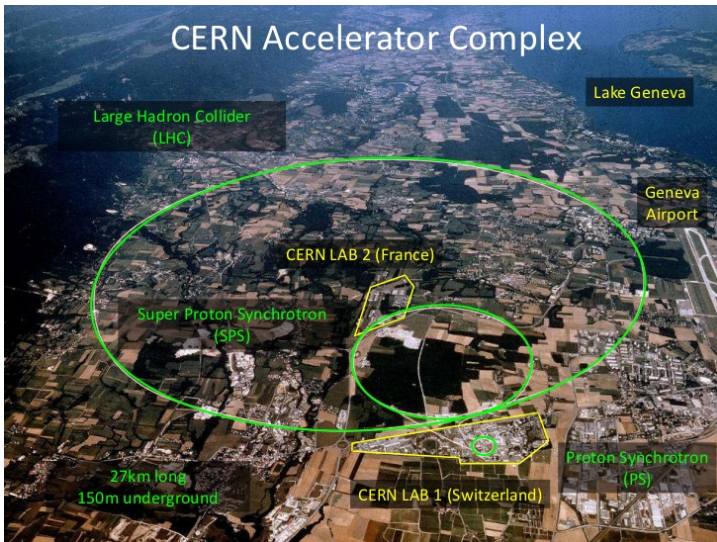 CERN Accelerator Complex
Lake Geneva
Large Hadron Collider
(LHC)
Geneva
Airport
CERN LAB 2 (France)
Super Proton Synchrotron
(SPS)
Proton Synchrotron
(PS)
27km long
150m underground
CERN LAB 1 (Switzerland)